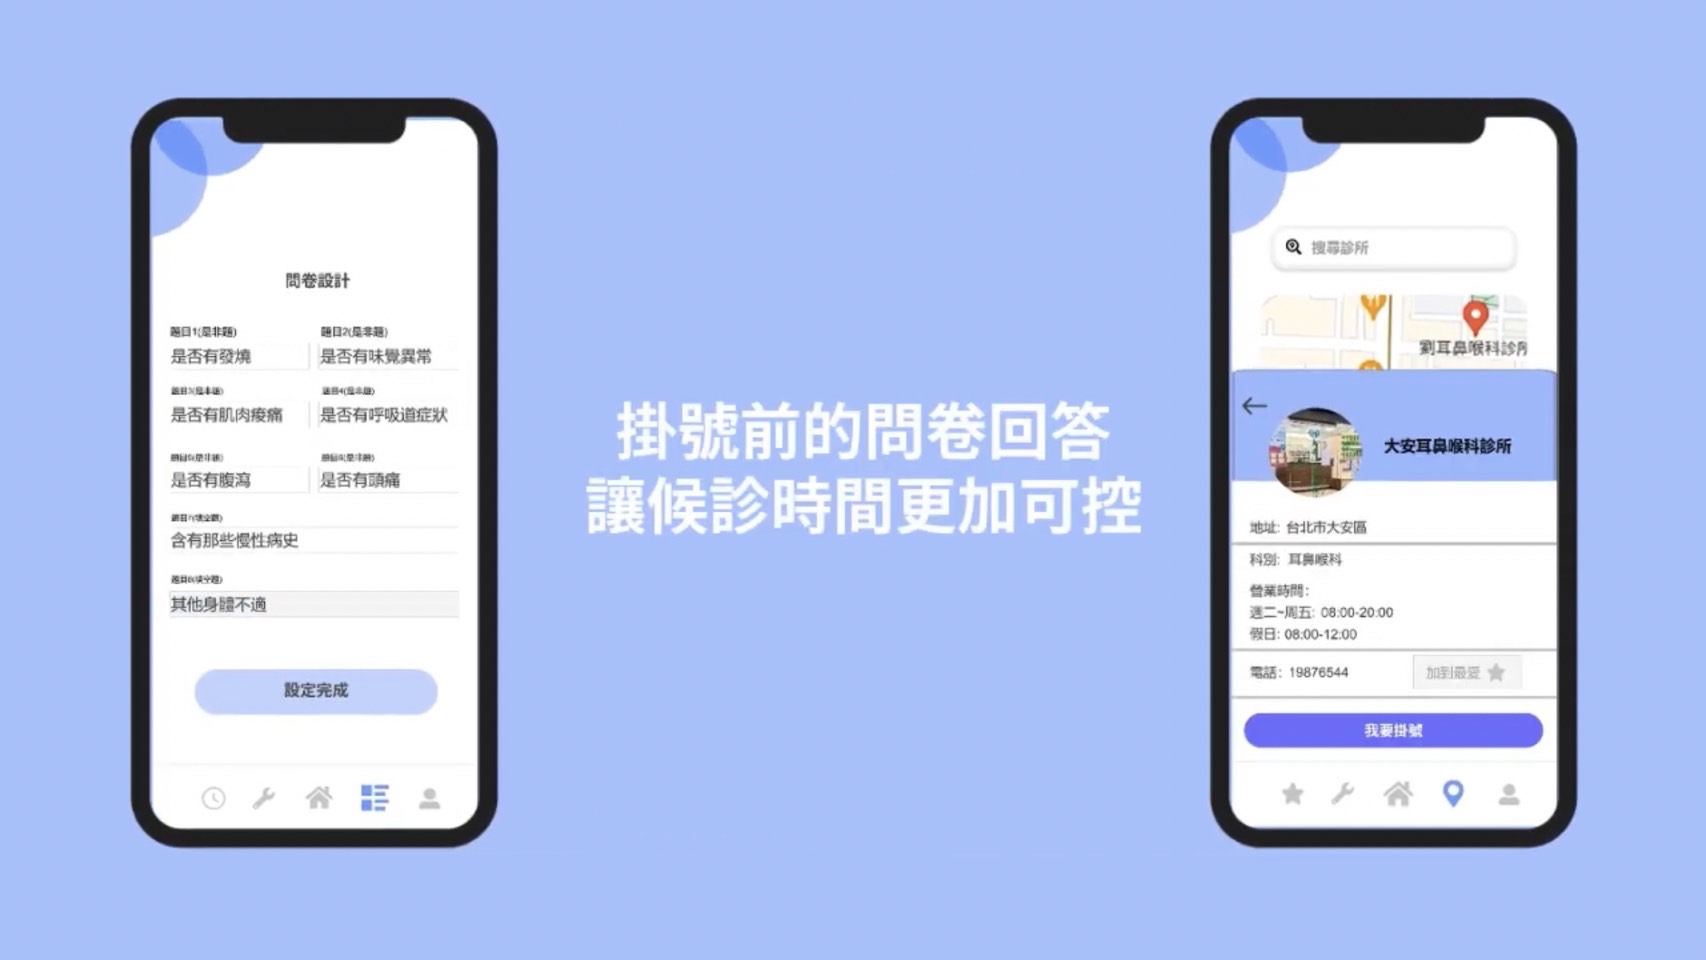 問卷設計
題目1(是非題)
題目2(是非題)
是否有發燒
是否有味覺異常
題目3(是非題)
題目4(是非題)
是否有肌肉痠痛
是否有呼吸道症狀
題目5(是非題)
題目6(是非題)
是否有腹瀉
是否有頭痛
題目7(填空題)
含有那些慢性病史
題目8(填空題)
其他身體不適
設定完成
掛號前的問卷回答
讓候診時間更加可控
搜尋診所
劉耳鼻喉科診所
大安耳鼻喉科診所
地址: 台北市大安區
科別: 耳鼻喉科
營業時間:
週二~周五: 08:00-20:00
假日: 08:00-12:00
電話: 19876544
加到最愛
我要掛號